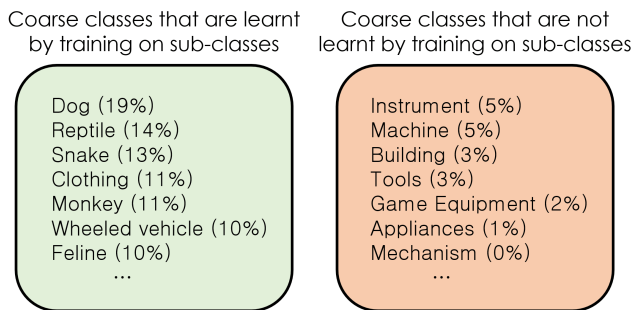 Coarse classes that are learnt
by training on sub-classes
Dog (19%)
Reptile (14%)
Snake (13%)
Clothing (11%)
Monkey (11%)
Wheeled vehicle (10%)
Feline (10%)
...
Coarse classes that are not
learnt by training on sub-classes
Instrument (5%)
Machine (5%)
Building (3%)
Tools (3%)
Game Equipment (2%)
Appliances (1%)
Mechanism (0%)
...